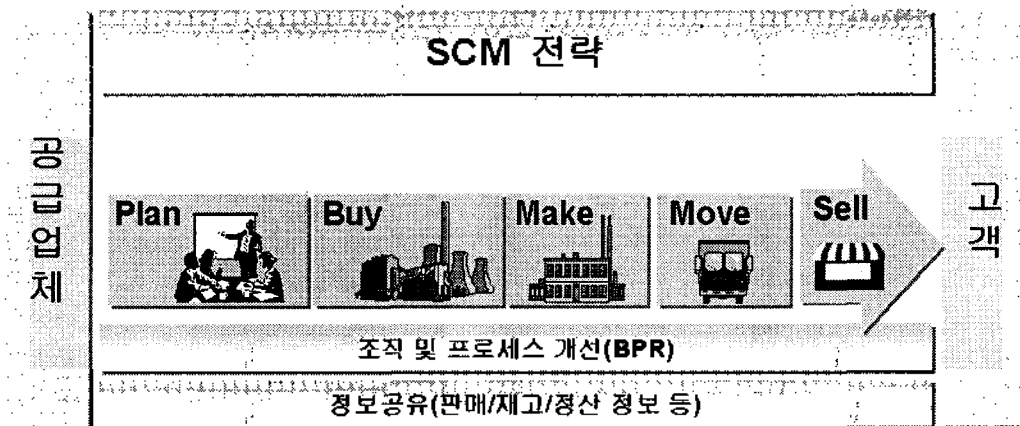 SCM 전략
공급업체
Plan
Buy
Make
Move
Sell
고객
조직 및 프로세스 개선(BPR)
정보공유(판매/재고/정산 정보 등)